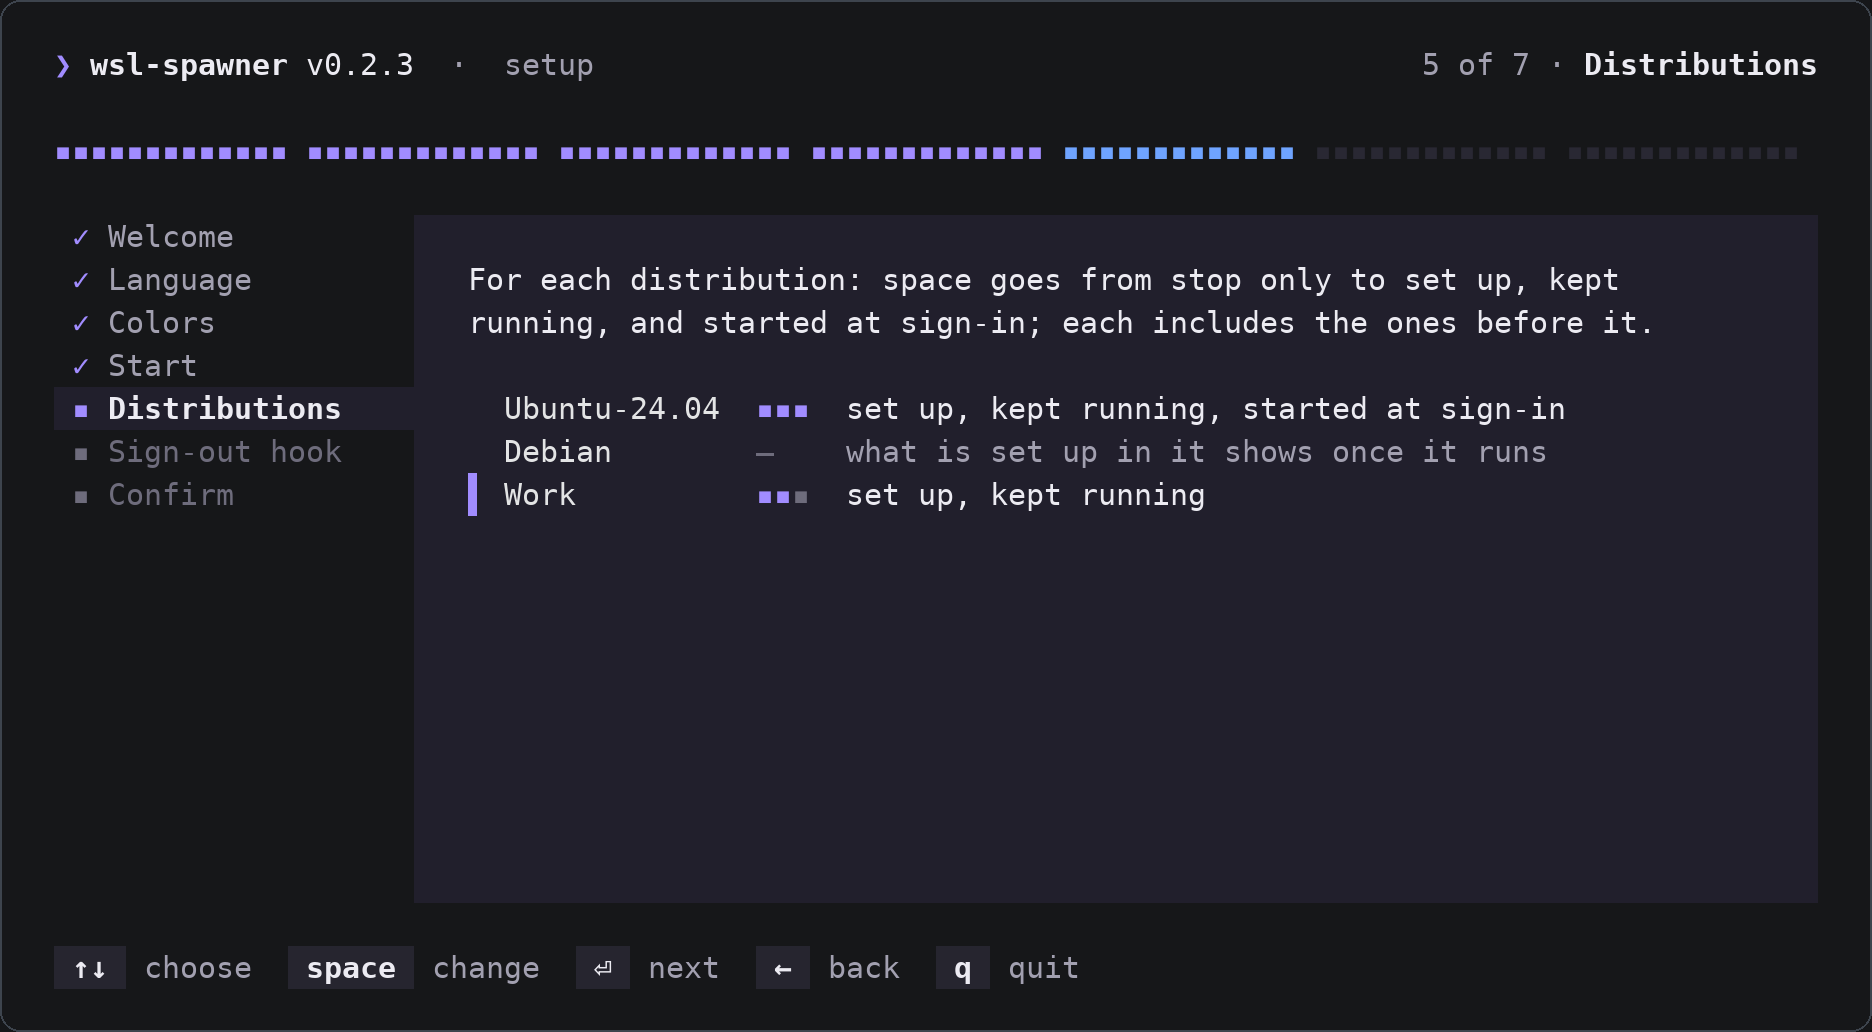 ❯ wsl-spawner v0.2.3 · setup
5 of 7 · Distributions
✓ Welcome
✓ Language
✓ Colors
✓ Start
▪ Distributions
▪ Sign-out hook
▪ Confirm
For each distribution: space goes from stop only to set up, kept
running, and started at sign-in; each includes the ones before it.
Ubuntu-24.04 ▪▪▪ set up, kept running, started at sign-in
Debian — what is set up in it shows once it runs
Work ▪▪▪ set up, kept running
↑↓ choose space change ⏎ next ← back q quit